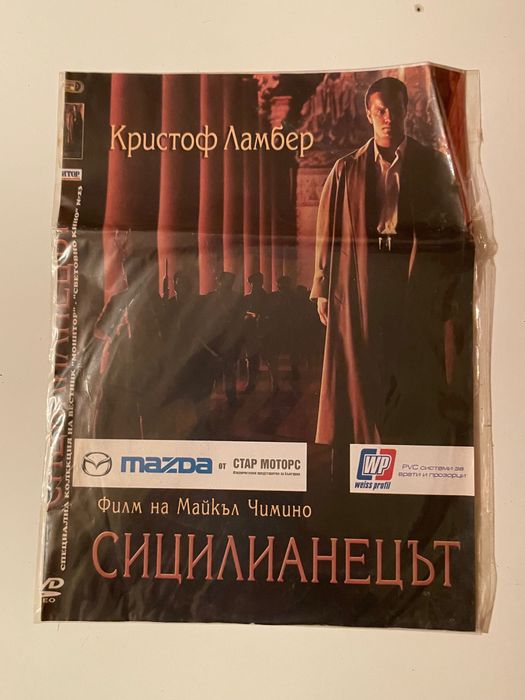 Кристоф Ламбер
mazda от СТАР МОТОРС
WP
weiss profil
PVC системи за
врати и прозорци
Филм на Майкъл Чимино
СИЦИЛИАНЕЦЪТ
СПЕЦИАЛНА КОЛЕКЦИЯ НА ВЕСТНИК "МОНИТОР" - "СВЕТОВНО КИНО" №23